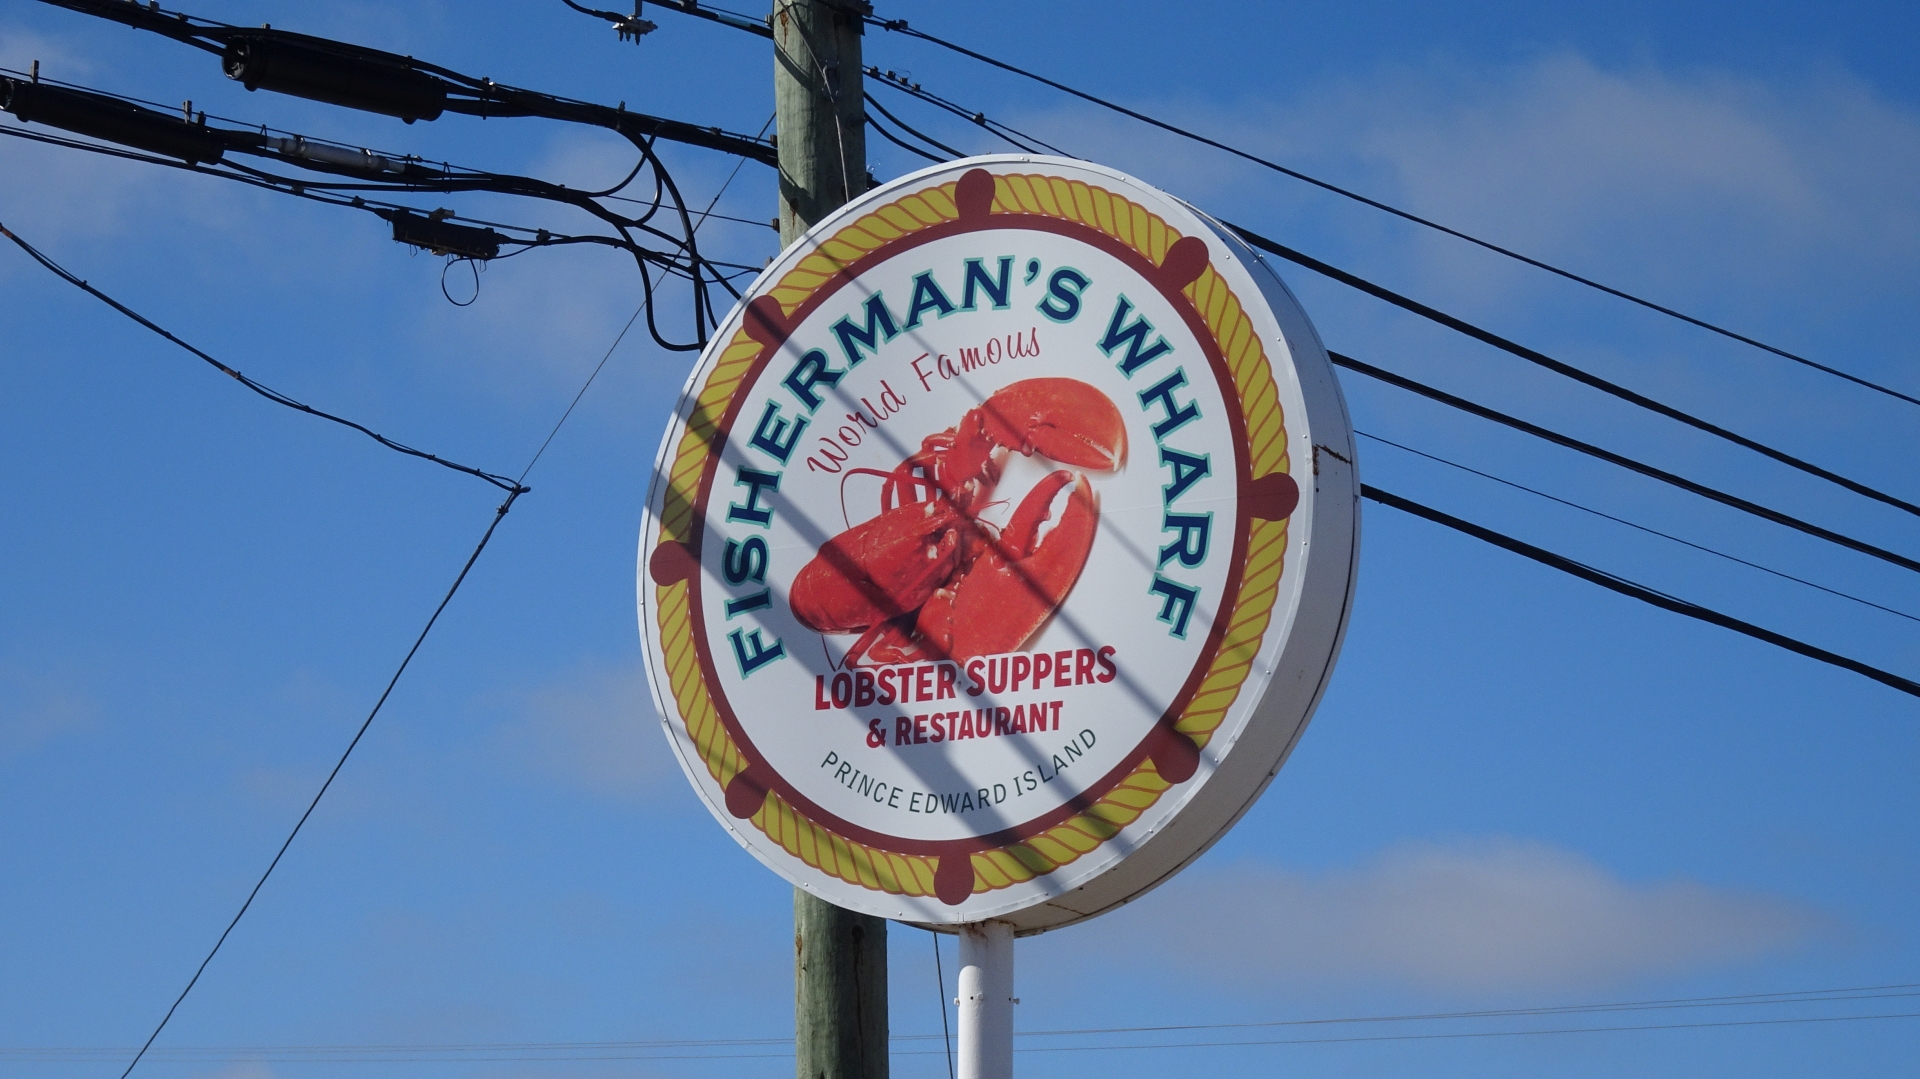 FISHERMAN'S WHARF
World Famous
LOBSTER SUPPERS
& RESTAURANT
PRINCE EDWARD ISLAND